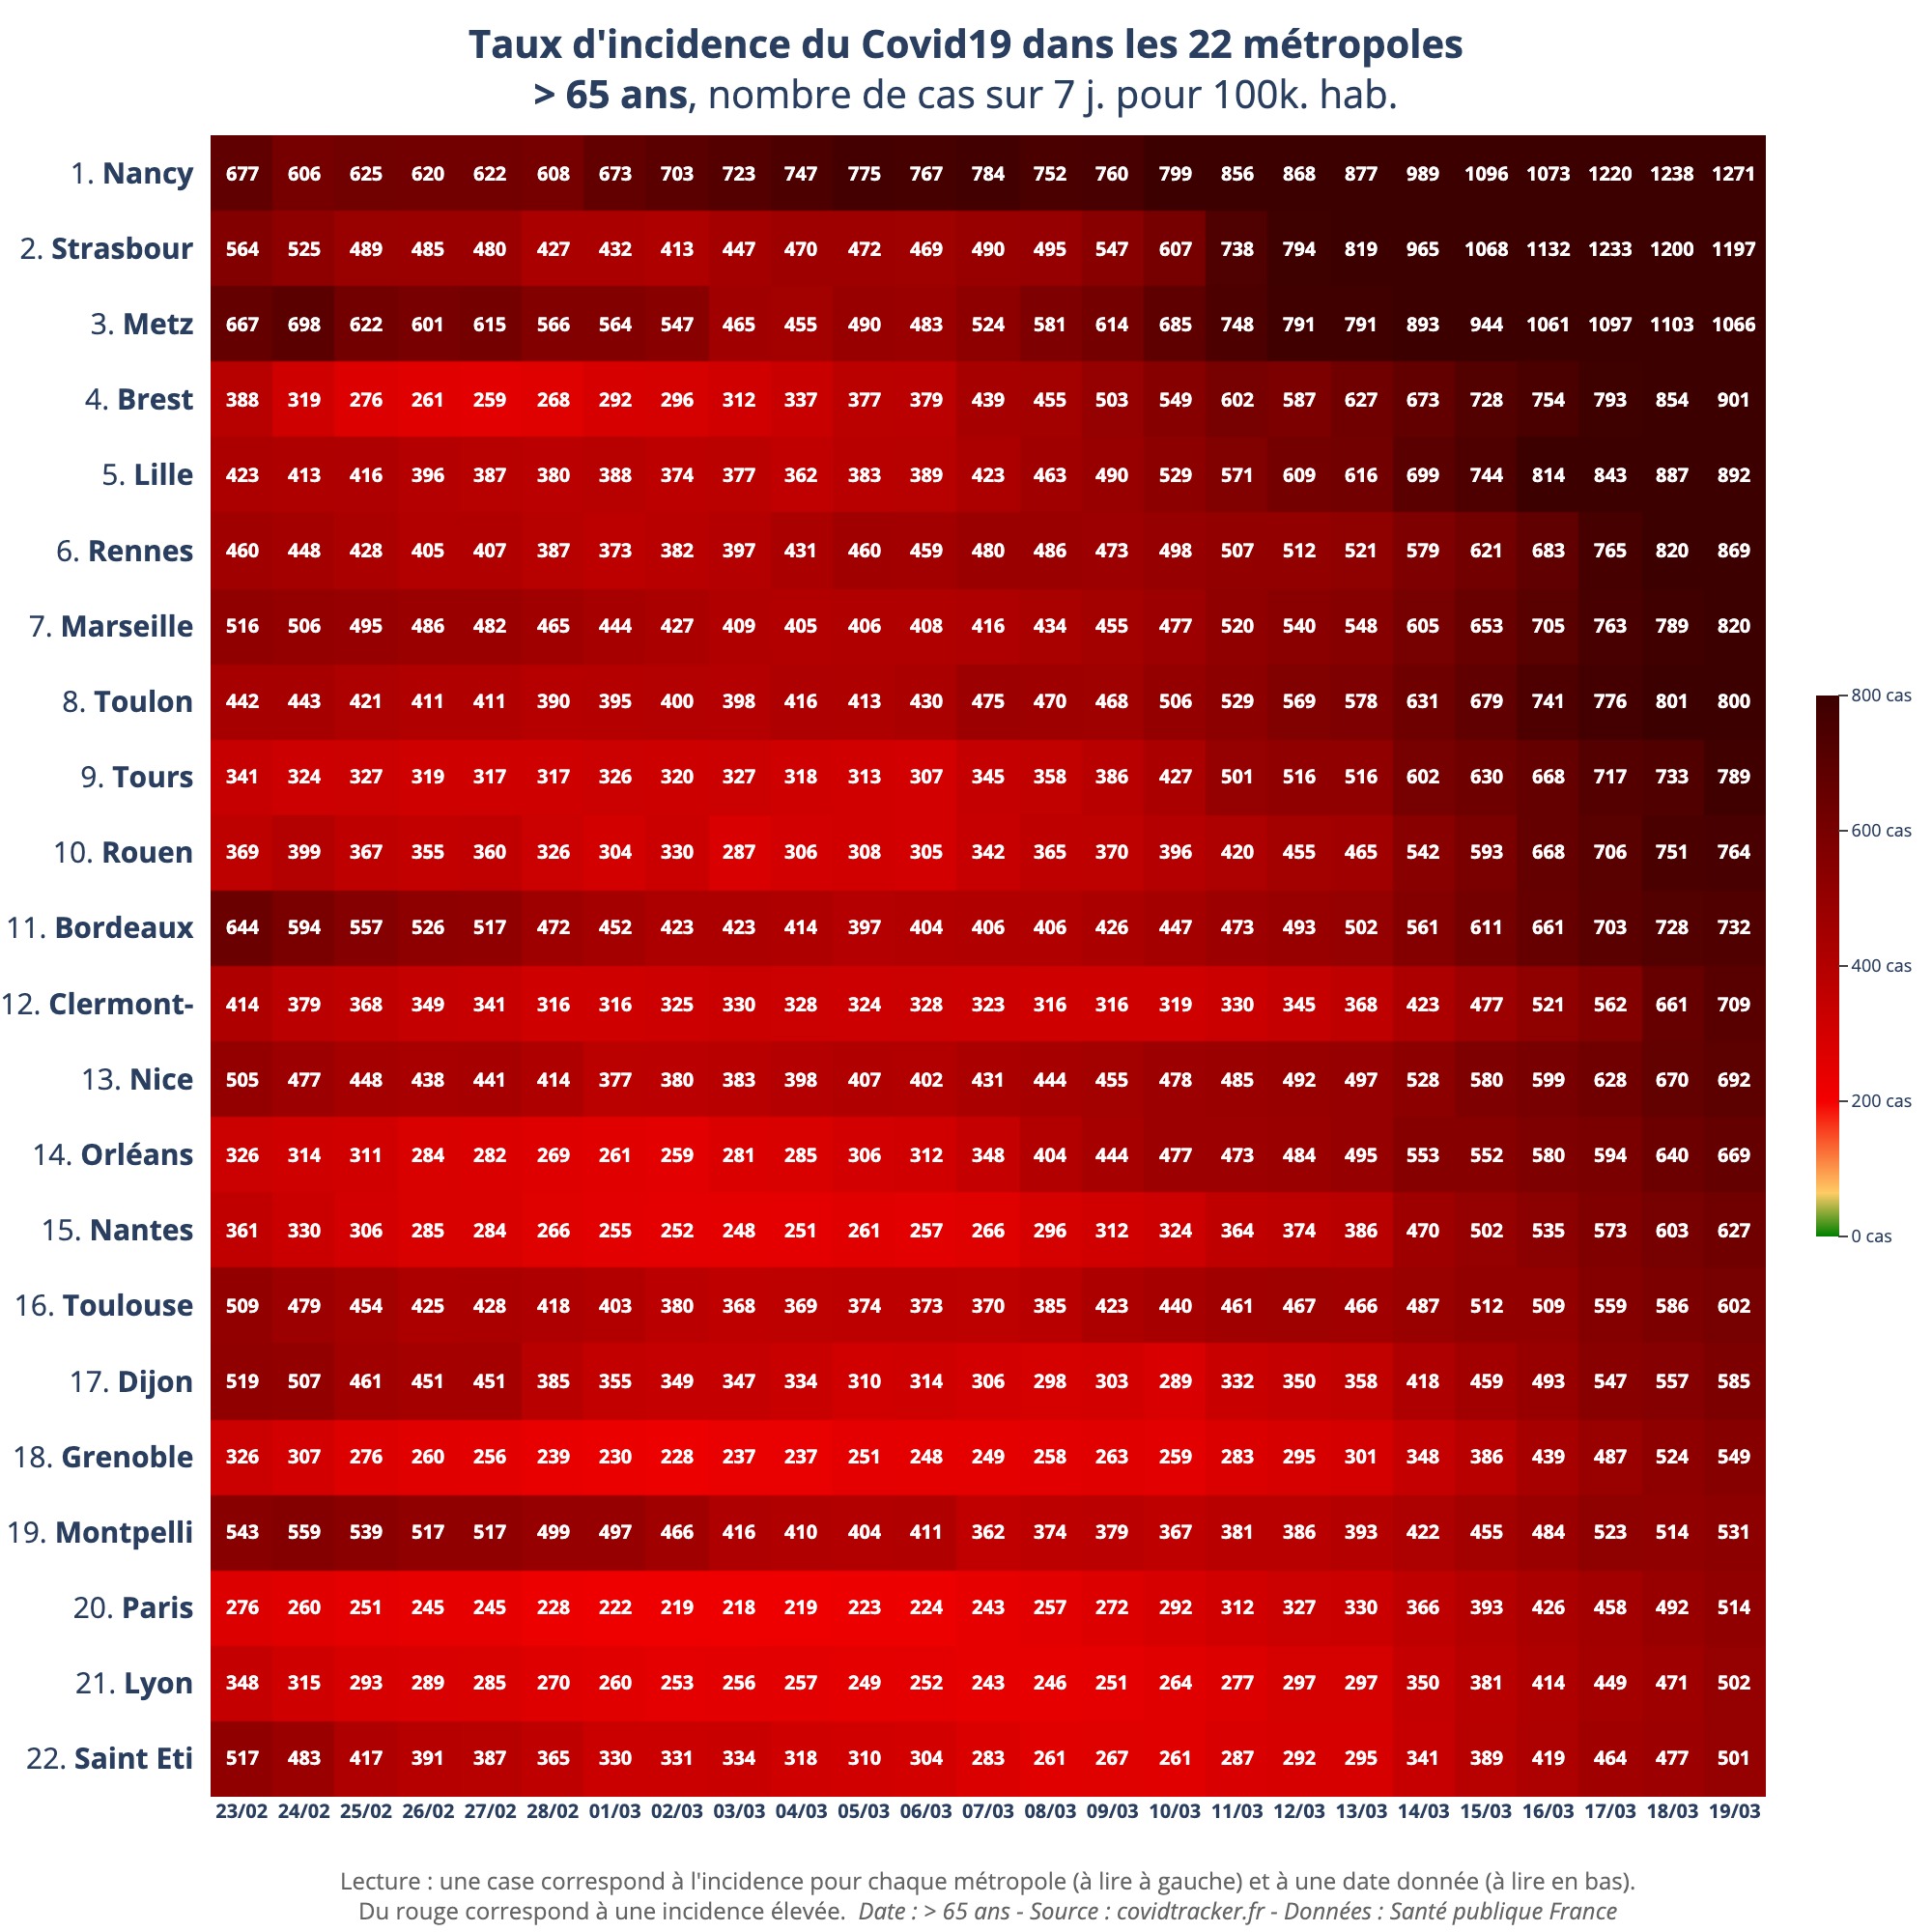 Taux d'incidence du Covid19 dans les 22 métropoles
> 65 ans, nombre de cas sur 7 j. pour 100k. hab.
1. Nancy 677 606 625 620 622 608 673 703 723 747 775 767 784 752 760 799 856 868 877 989 1096 1073 1220 1238 1271
2. Strasbour 564 525 489 485 480 427 432 413 447 470 472 469 490 495 547 607 738 794 819 965 1068 1132 1233 1200 1197
3. Metz 667 698 622 601 615 566 564 547 465 455 490 483 524 581 614 685 748 791 791 893 944 1061 1097 1103 1066
4. Brest 388 319 276 261 259 268 292 296 312 337 377 379 439 455 503 549 602 587 627 673 728 754 793 854 901
5. Lille 423 413 416 396 387 380 388 374 377 362 383 389 423 463 490 529 571 609 616 699 744 814 843 887 892
6. Rennes 460 448 428 405 407 387 373 382 397 431 460 459 480 486 473 498 507 512 521 579 621 683 765 820 869
7. Marseille 516 506 495 486 482 465 444 427 409 405 406 408 416 434 455 477 520 540 548 605 653 705 763 789 820
8. Toulon 442 443 421 411 411 390 395 400 398 416 413 430 475 470 468 506 529 569 578 631 679 741 776 801 800
9. Tours 341 324 327 319 317 317 326 320 327 318 313 307 345 358 386 427 501 516 516 602 630 668 717 733 789
10. Rouen 369 399 367 355 360 326 304 330 287 306 308 305 342 365 370 396 420 455 465 542 593 668 706 751 764
11. Bordeaux 644 594 557 526 517 472 452 423 423 414 397 404 406 406 426 447 473 493 502 561 611 661 703 728 732
12. Clermont- 414 379 368 349 341 316 316 325 330 328 324 328 323 316 316 319 330 345 368 423 477 521 562 661 709
13. Nice 505 477 448 438 441 414 377 380 383 398 407 402 431 444 455 478 485 492 497 528 580 599 628 670 692
14. Orléans 326 314 311 284 282 269 261 259 281 285 306 312 348 404 444 477 473 484 495 553 552 580 594 640 669
15. Nantes 361 330 306 285 284 266 255 252 248 251 261 257 266 296 312 324 364 374 386 470 502 535 573 603 627
16. Toulouse 509 479 454 425 428 418 403 380 368 369 374 373 370 385 423 440 461 467 466 487 512 509 559 586 602
17. Dijon 519 507 461 451 451 385 355 349 347 334 310 314 306 298 303 289 332 350 358 418 459 493 547 557 585
18. Grenoble 326 307 276 260 256 239 230 228 237 237 251 248 249 258 263 259 283 295 301 348 386 439 487 524 549
19. Montpelli 543 559 539 517 517 499 497 466 416 410 404 411 362 374 379 367 381 386 393 422 455 484 523 514 531
20. Paris 276 260 251 245 245 228 222 219 218 219 223 224 243 257 272 292 312 327 330 366 393 426 458 492 514
21. Lyon 348 315 293 289 285 270 260 253 256 257 249 252 243 246 251 264 277 297 297 350 381 414 449 471 502
22. Saint Eti 517 483 417 391 387 365 330 331 334 318 310 304 283 261 267 261 287 292 295 341 389 419 464 477 501
23/02 24/02 25/02 26/02 27/02 28/02 01/03 02/03 03/03 04/03 05/03 06/03 07/03 08/03 09/03 10/03 11/03 12/03 13/03 14/03 15/03 16/03 17/03 18/03 19/03
800 cas
600 cas
400 cas
200 cas
0 cas
Lecture : une case correspond à l'incidence pour chaque métropole (à lire à gauche) et à une date donnée (à lire en bas).
Du rouge correspond à une incidence élevée. Date : > 65 ans - Source : covidtracker.fr - Données : Santé publique France